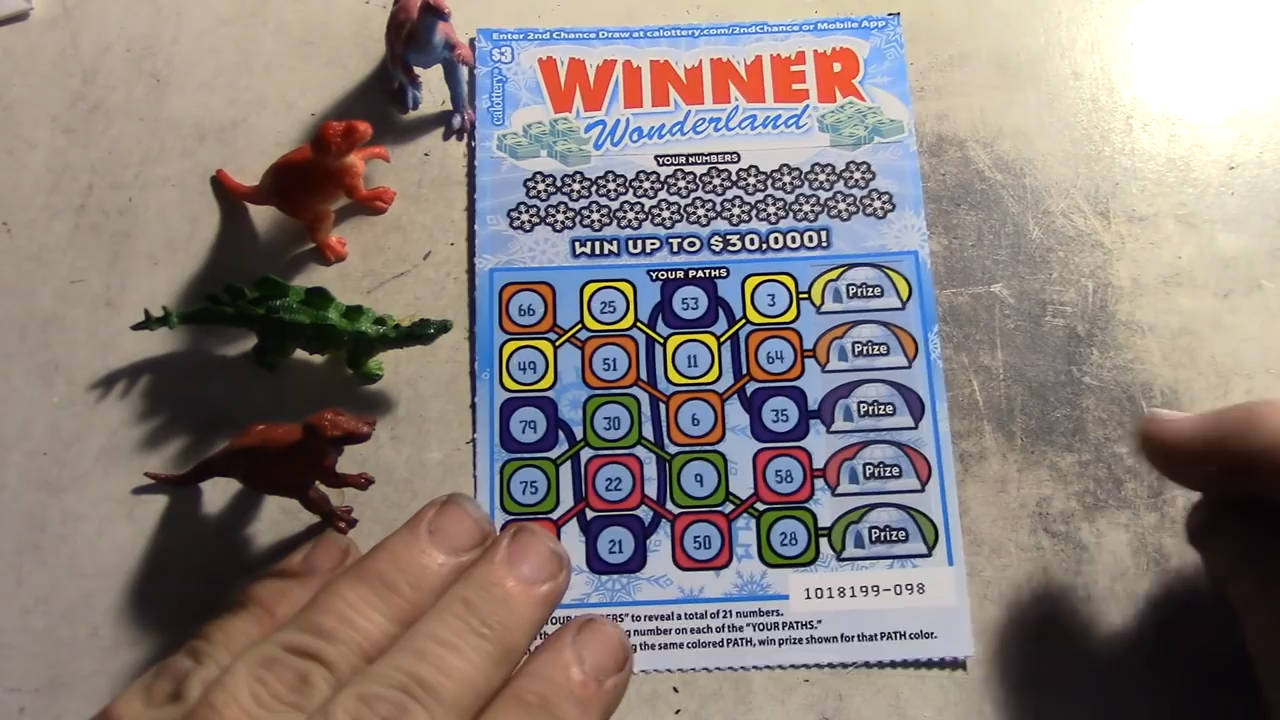 Enter 2nd Chance Draw at calottery.com/2ndChance or Mobile App
$3
calottery
WINNER
Wonderland
YOUR NUMBERS
WIN UP TO $30,000!
YOUR PATHS
66 25 53 3 Prize
49 51 11 64 Prize
79 30 6 35 Prize
75 22 9 58 Prize
21 50 28 Prize
1018199-098
to reveal a total of 21 numbers.
number on each of the "YOUR PATHS."
the same colored PATH, win prize shown for that PATH color.